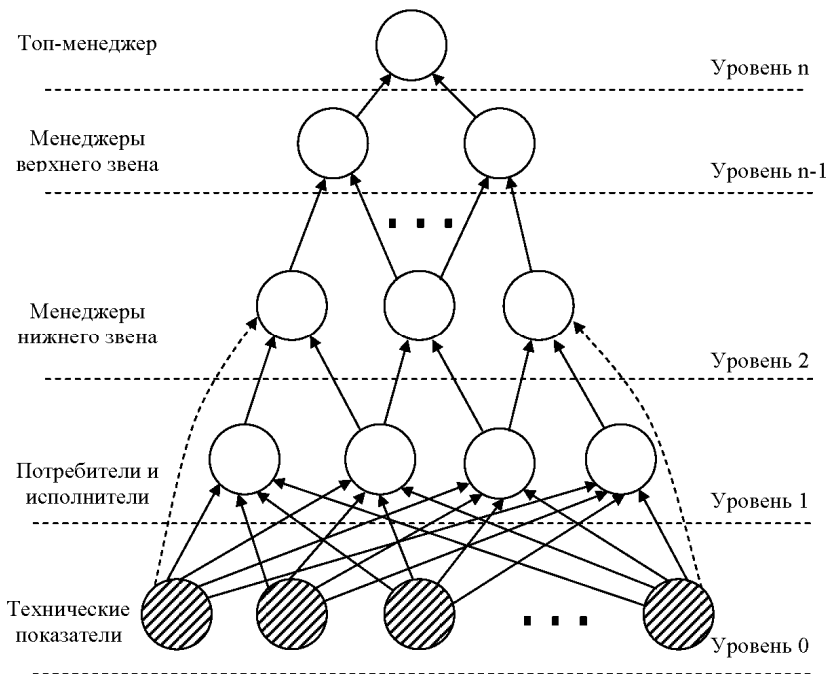 Топ-менеджер
Уровень n
Менеджеры
верхнего звена
Уровень n-1
Менеджеры
нижнего звена
Уровень 2
Потребители и
исполнители
Уровень 1
Технические
показатели
Уровень 0